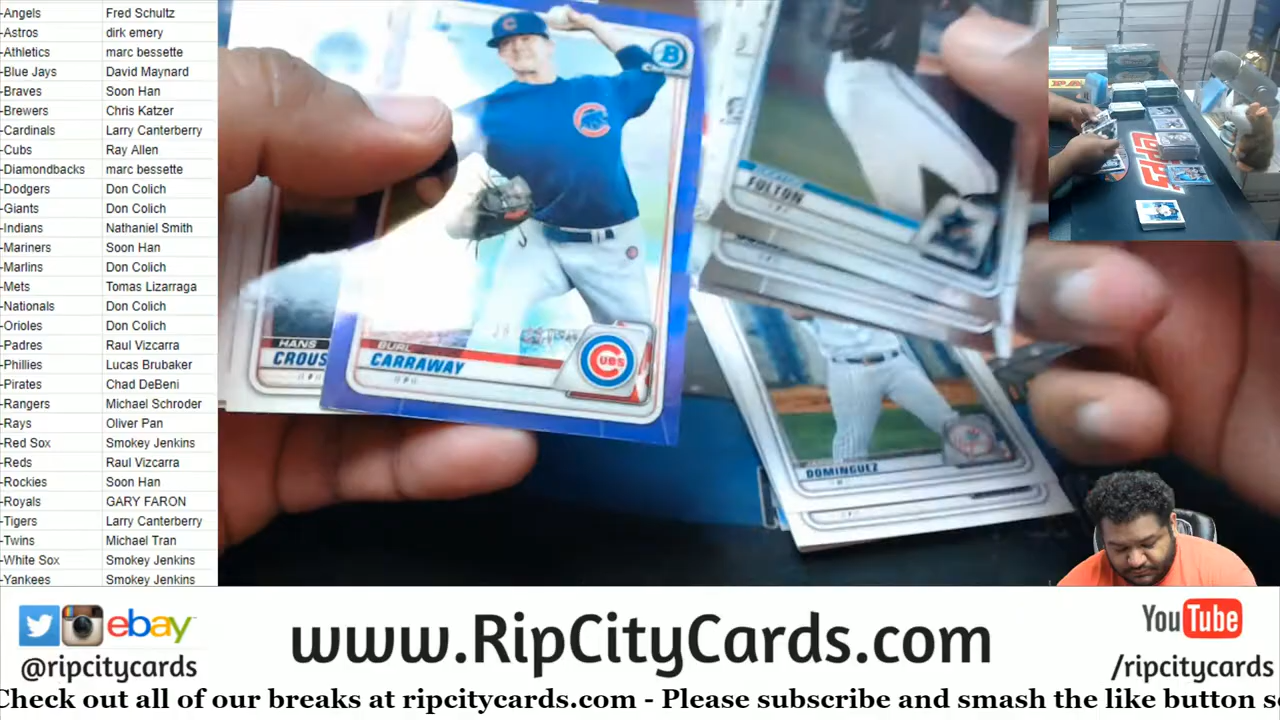 -Angels Fred Schultz
-Astros dirk emery
-Athletics marc bessette
-Blue Jays David Maynard
-Braves Soon Han
-Brewers Chris Katzer
-Cardinals Larry Canterberry
-Cubs Ray Allen
-Diamondbacks marc bessette
-Dodgers Don Colich
-Giants Don Colich
-Indians Nathaniel Smith
-Mariners Soon Han
-Marlins Don Colich
-Mets Tomas Lizarraga
-Nationals Don Colich
-Orioles Don Colich
-Padres Raul Vizcarra
-Phillies Lucas Brubaker
-Pirates Chad DeBeni
-Rangers Michael Schroder
-Rays Oliver Pan
-Red Sox Smokey Jenkins
-Reds Raul Vizcarra
-Rockies Soon Han
-Royals GARY FARON
-Tigers Larry Canterberry
-Twins Michael Tran
-White Sox Smokey Jenkins
-Yankees Smokey Jenkins
HANS
CROUS
BURL
CARRAWAY
CUBS
FULTON
DOMINGUEZ
ebay
@ripcitycards
www.RipCityCards.com
YouTube
/ripcitycards
Check out all of our breaks at ripcitycards.com - Please subscribe and smash the like button s